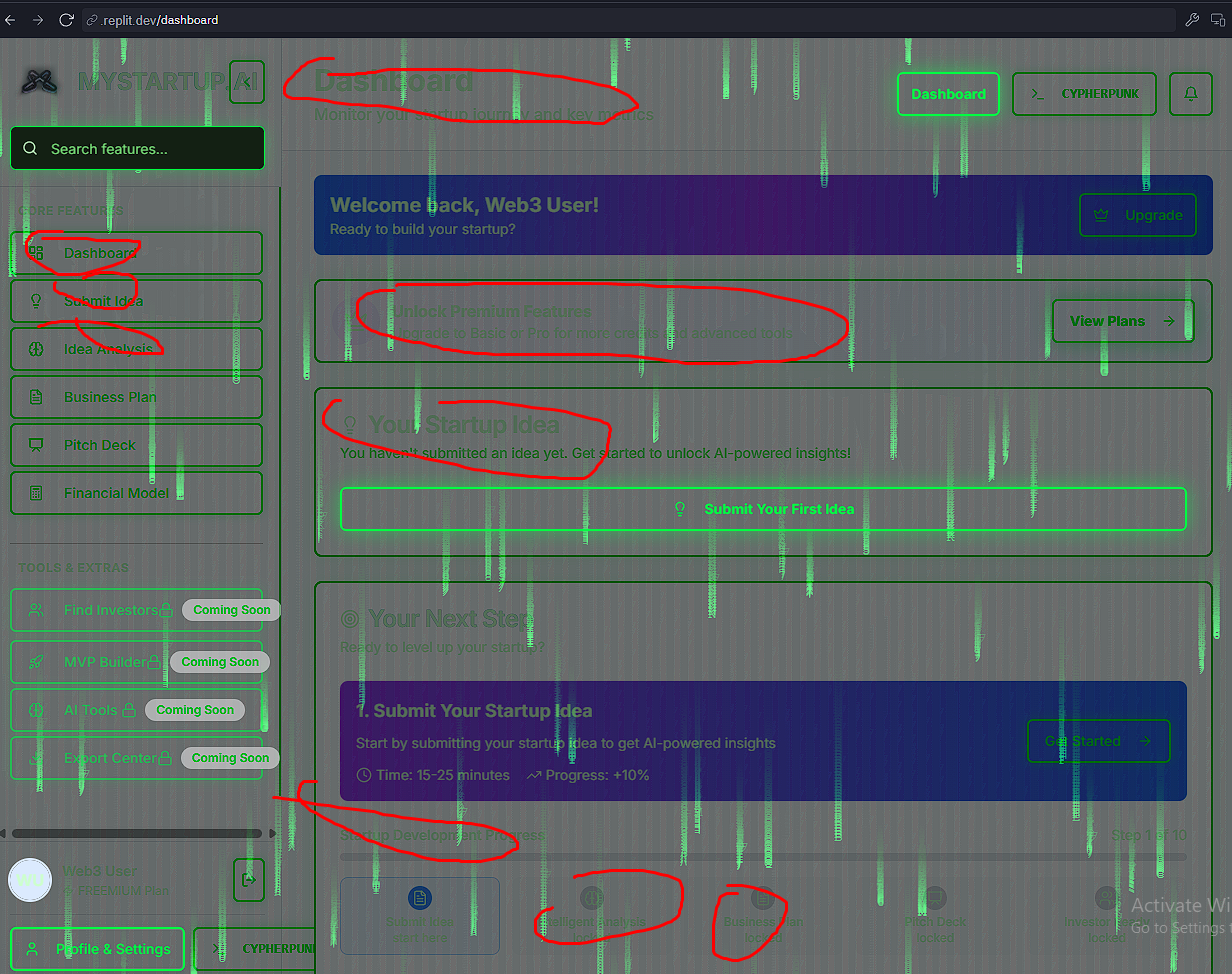 .replit.dev/dashboard
MYSTARTUP.AI
Search features...
CORE FEATURES
Dashboard
Submit Idea
Idea Analysis
Business Plan
Pitch Deck
Financial Model
TOOLS & EXTRAS
Find Investors Coming Soon
MVP Builder Coming Soon
AI Tools Coming Soon
Export Center Coming Soon
Web3 User
FREEMIUM Plan
Profile & Settings
CYPHERPUN
Dashboard
Monitor your startup journey and key metrics
Dashboard
>_ CYPHERPUNK
Welcome back, Web3 User!
Ready to build your startup?
Upgrade
Unlock Premium Features
Upgrade to Basic or Pro for more credits and advanced tools
View Plans
Your Startup Idea
You haven't submitted an idea yet. Get started to unlock AI-powered insights!
Submit Your First Idea
Your Next Step
Ready to level up your startup?
1. Submit Your Startup Idea
Start by submitting your startup idea to get AI-powered insights
Time: 15-25 minutes Progress: +10%
Get Started
Startup Development Progress
Step 1 of 10
Submit Idea
start here
Intelligent Analysis
locked
Business Plan
locked
Pitch Deck
locked
Investor
locked
Activate Wi
Go to Settings t